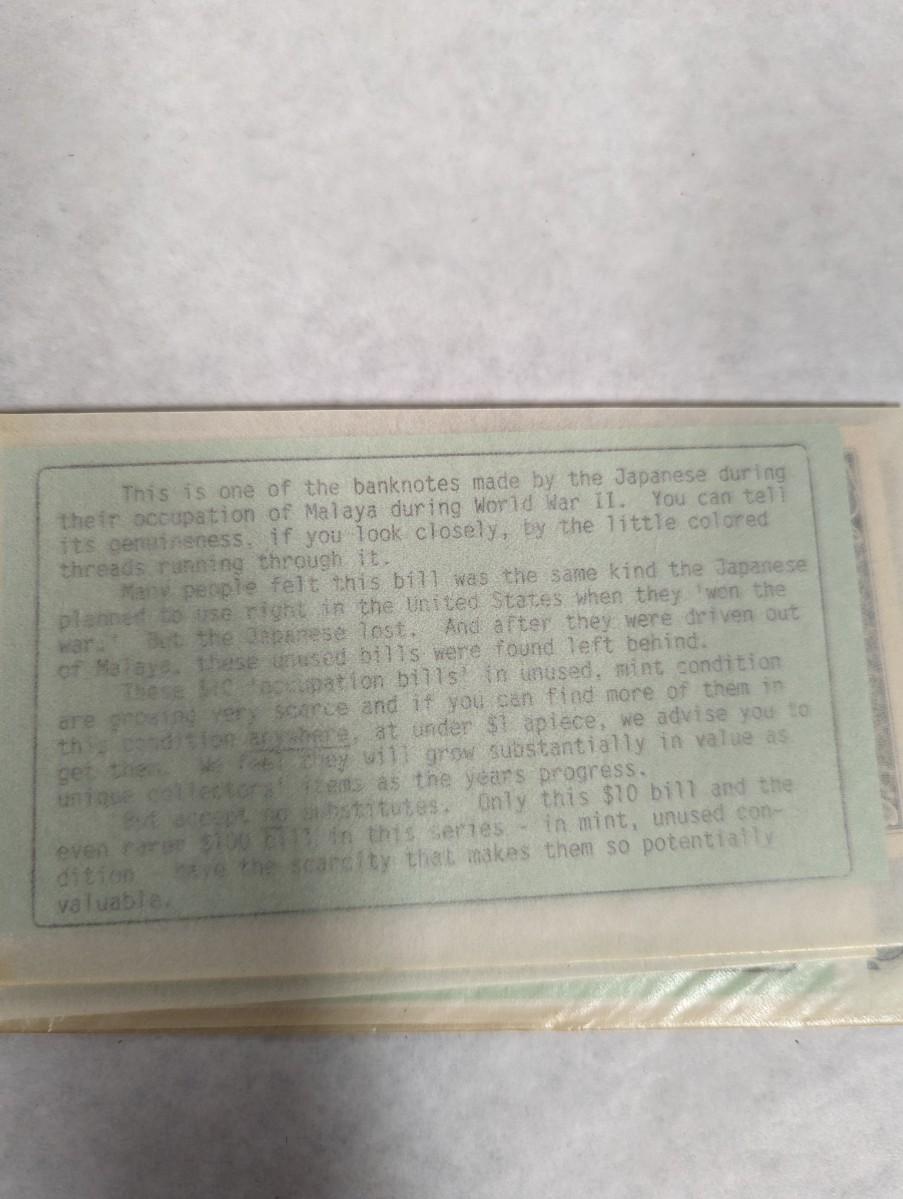 This is one of the banknotes made by the Japanese during
their occupation of Malaya during World War II. You can tell
its genuineness, if you look closely, by the little colored
threads running through it.
Many people felt this bill was the same kind the Japanese
planned to use right in the United States when they 'won the
war.' But the Japanese lost. And after they were driven out
of Malaya, these unused bills were found left behind.
These $10 'occupation bills' in unused, mint condition
are growing very scarce and if you can find more of them in
this condition anywhere, at under $1 apiece, we advise you to
get them. We feel they will grow substantially in value as
unique collectors' items as the years progress.
But accept no substitutes. Only this $10 bill and the
even rarer $100 bill in this series - in mint, unused con-
dition - have the scarcity that makes them so potentially
valuable.